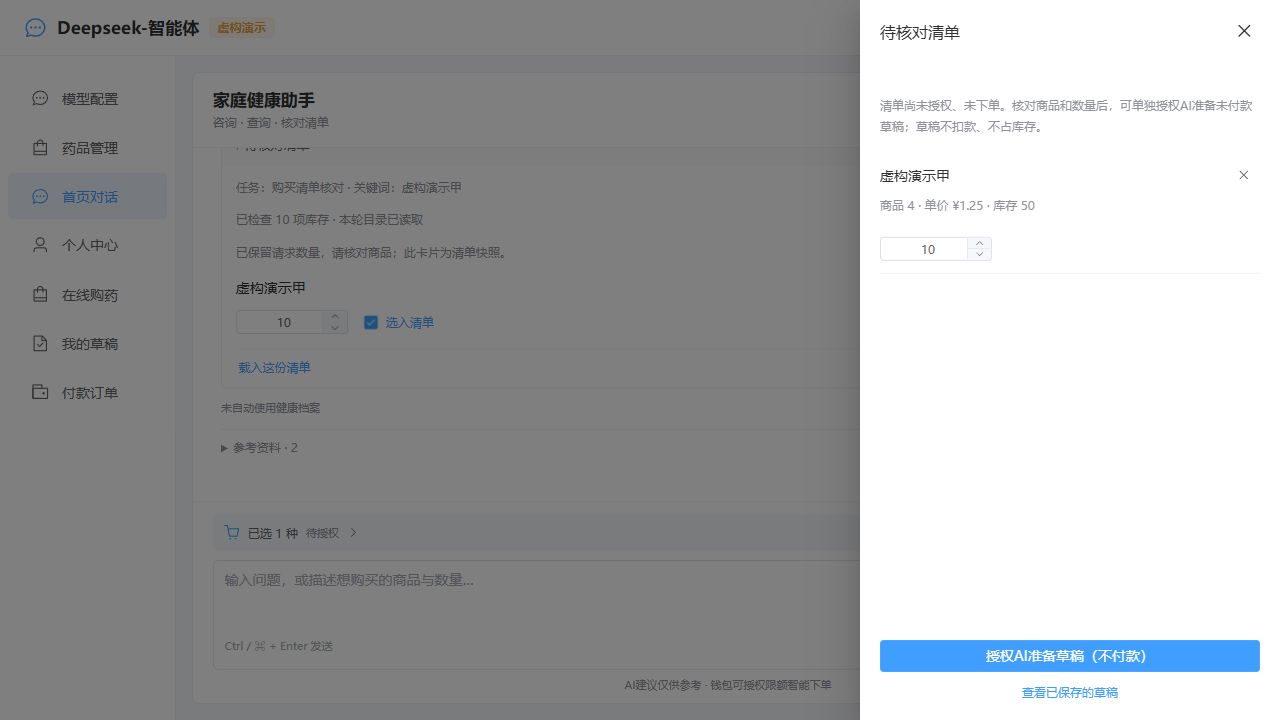 Deepseek-智能体 虚构演示
模型配置
药品管理
首页对话
个人中心
在线购药
我的草稿
付款订单
家庭健康助手
咨询 · 查询 · 核对清单
任务：购买清单核对 · 关键词：虚构演示甲
已检查 10 项库存 · 本轮目录已读取
已保留请求数量，请核对商品；此卡片为清单快照。
虚构演示甲
10 选入清单
载入这份清单
未自动使用健康档案
参考资料 · 2
已选 1 种 待授权
输入问题，或描述想购买的商品与数量...
Ctrl / ⌘ + Enter 发送
AI建议仅供参考 · 钱包可授权限额智能下单
待核对清单
清单尚未授权、未下单。核对商品和数量后，可单独授权AI准备未付款
草稿；草稿不扣款、不占库存。
虚构演示甲
商品 4 · 单价 ¥1.25 · 库存 50
10
授权AI准备草稿（不付款）
查看已保存的草稿